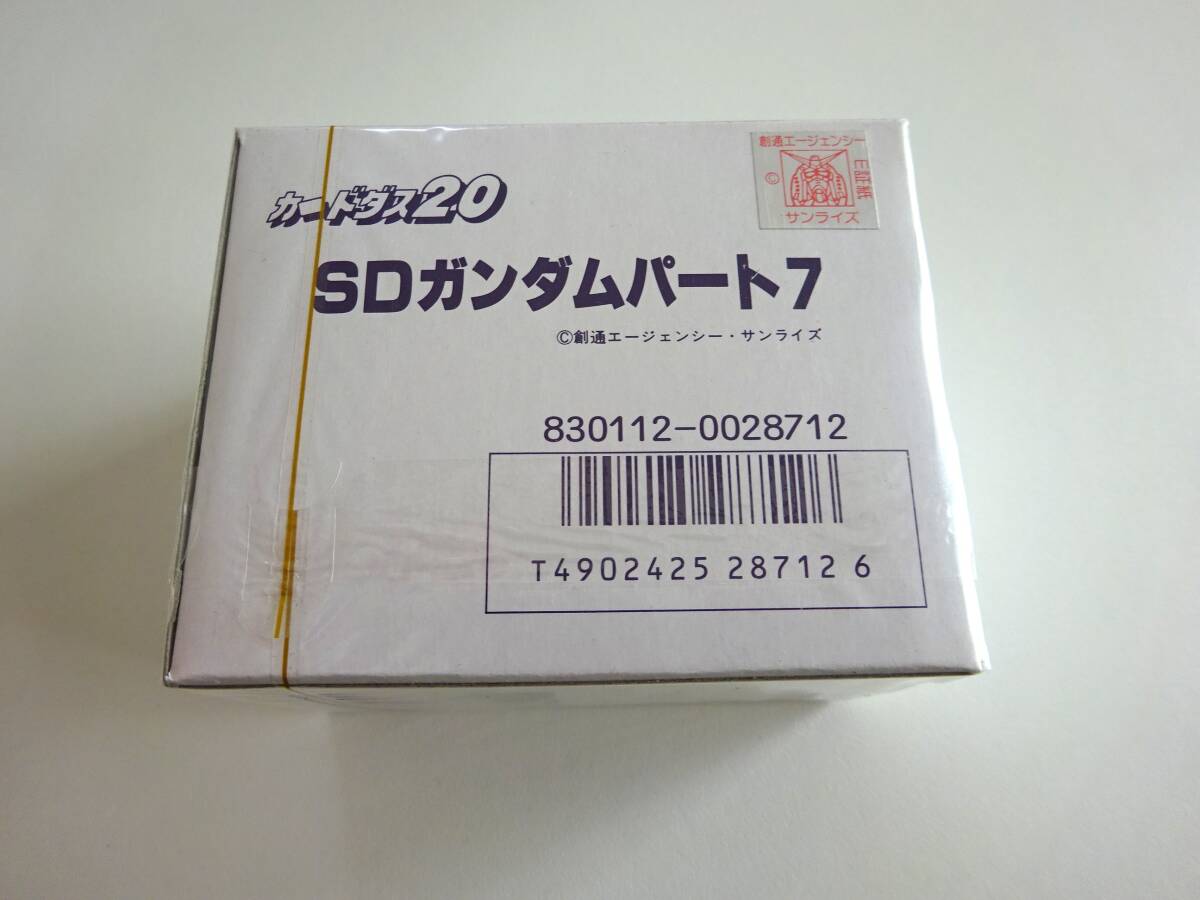 カードダス20
創通エージェンシー
証紙
©
サンライズ
SDガンダムパート7
©創通エージェンシー・サンライズ
830112-0028712
T4902425 28712 6